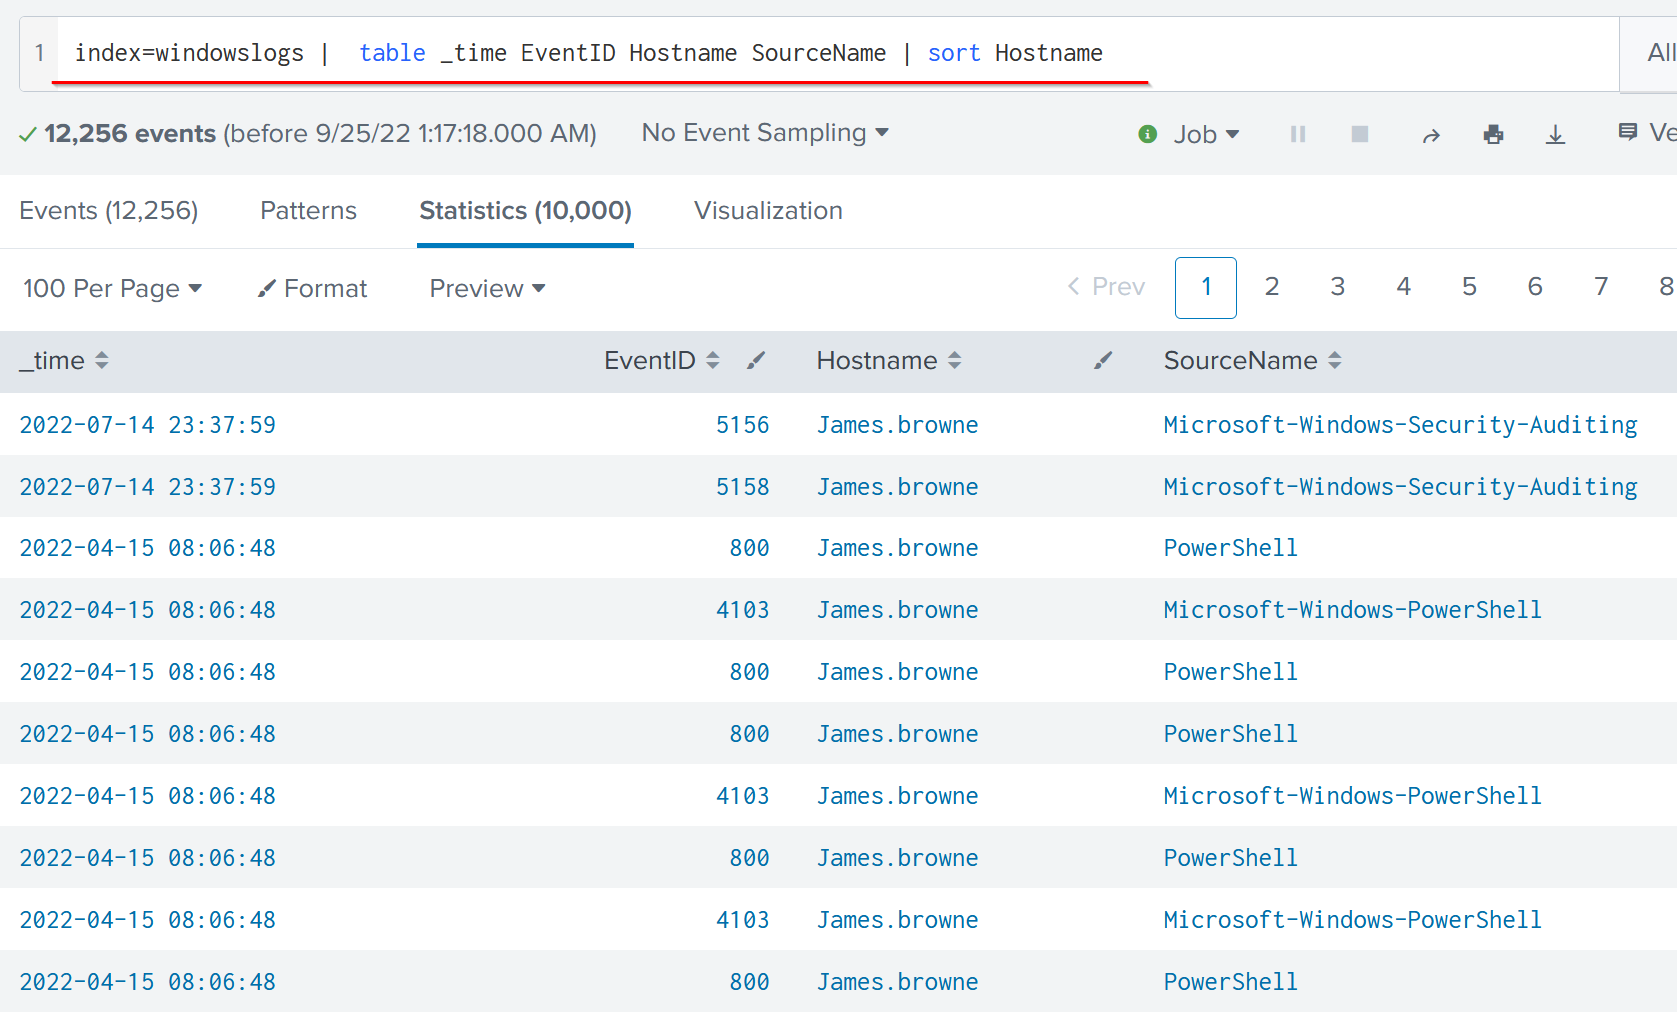 1 index=windowslogs | table _time EventID Hostname SourceName | sort Hostname All
12,256 events (before 9/25/22 1:17:18.000 AM) No Event Sampling Job Ve
Events (12,256) Patterns Statistics (10,000) Visualization
100 Per Page Format Preview Prev 1 2 3 4 5 6 7 8
_time EventID Hostname SourceName
2022-07-14 23:37:59 5156 James.browne Microsoft-Windows-Security-Auditing
2022-07-14 23:37:59 5158 James.browne Microsoft-Windows-Security-Auditing
2022-04-15 08:06:48 800 James.browne PowerShell
2022-04-15 08:06:48 4103 James.browne Microsoft-Windows-PowerShell
2022-04-15 08:06:48 800 James.browne PowerShell
2022-04-15 08:06:48 800 James.browne PowerShell
2022-04-15 08:06:48 4103 James.browne Microsoft-Windows-PowerShell
2022-04-15 08:06:48 800 James.browne PowerShell
2022-04-15 08:06:48 4103 James.browne Microsoft-Windows-PowerShell
2022-04-15 08:06:48 800 James.browne PowerShell